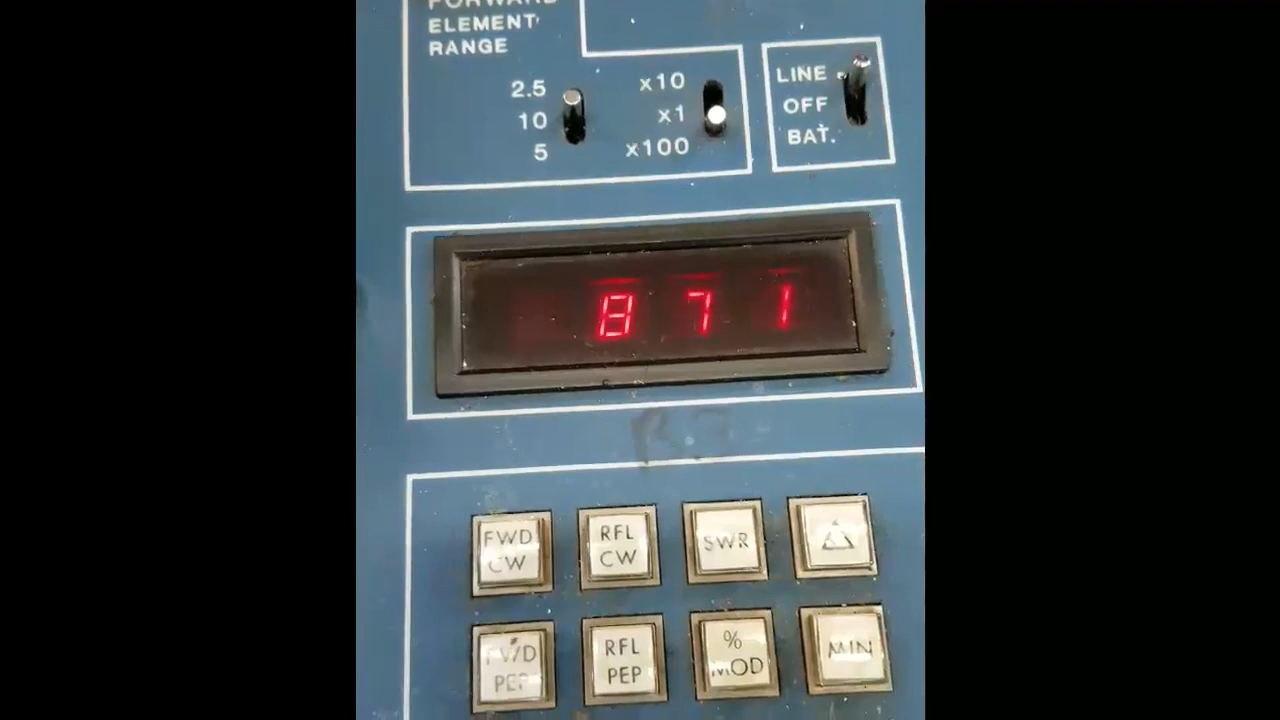 FORWARD
ELEMENT
RANGE
2.5
10
5
x10
x1
x100
LINE
OFF
BAT.
871
FWD
CW
RFL
CW
SWR
FWD
PEP
RFL
PEP
%
MOD
MIN